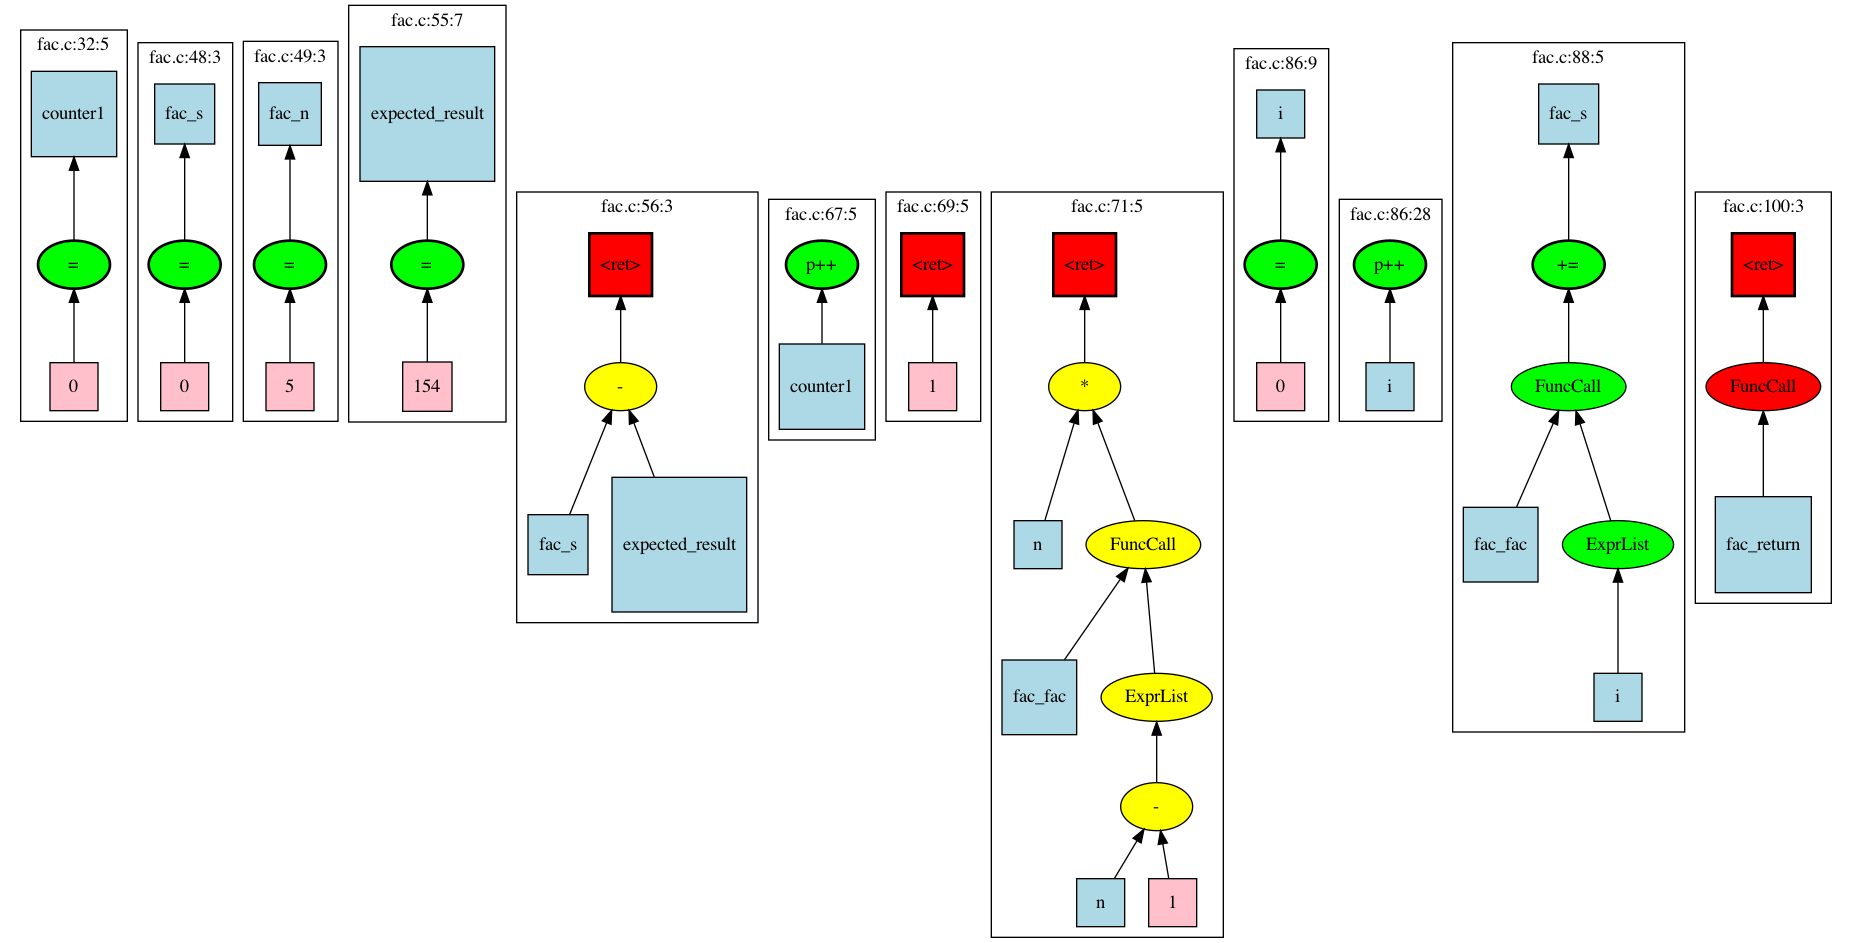 fac.c:32:5
counter1
=
0
fac.c:48:3
fac_s
=
0
fac.c:49:3
fac_n
=
5
fac.c:55:7
expected_result
=
154
fac.c:56:3
<ret>
-
fac_s
expected_result
fac.c:67:5
p++
counter1
fac.c:69:5
<ret>
1
fac.c:71:5
<ret>
*
n
FuncCall
fac_fac
ExprList
-
n
1
fac.c:86:9
i
=
0
fac.c:86:28
p++
i
fac.c:88:5
fac_s
+=
FuncCall
fac_fac
ExprList
i
fac.c:100:3
<ret>
FuncCall
fac_return